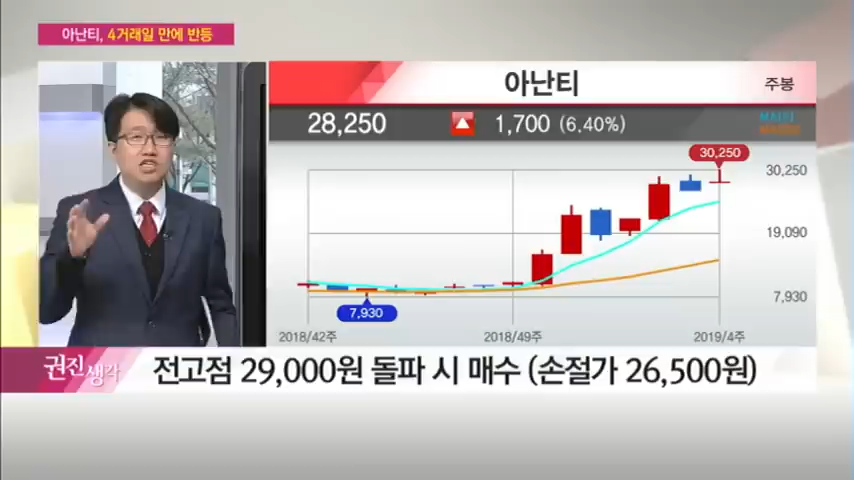 아난티, 4거래일 만에 반등
아난티
주봉
28,250 1,700 (6.40%)
30,250
30,250
19,090
7,930
7,930
2018/42주 2018/49주 2019/4주
권진생각
전고점 29,000원 돌파 시 매수 (손절가 26,500원)